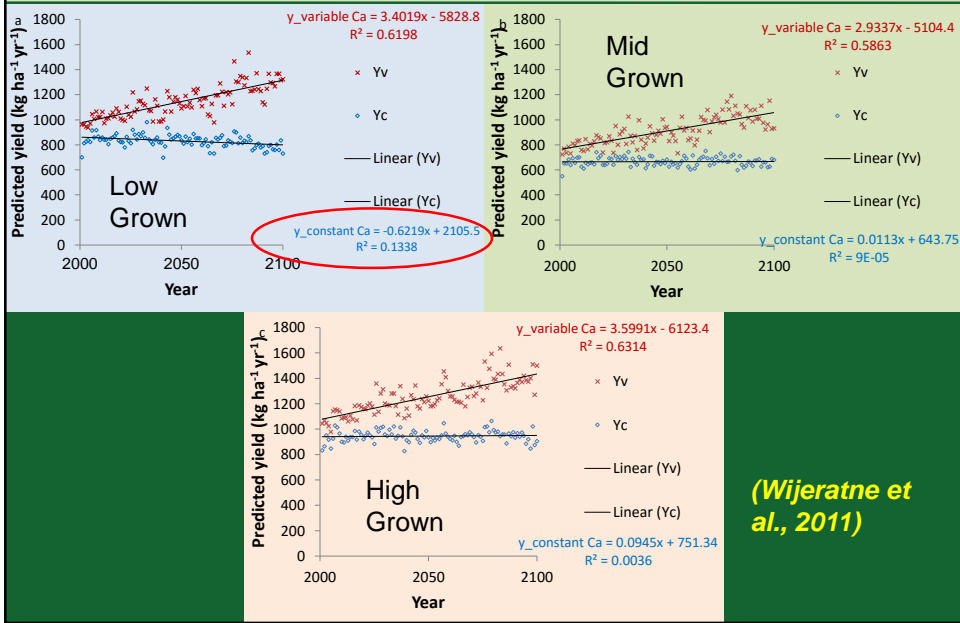 y_variable Ca = 3.4019x - 5828.8
R² = 0.6198
Predicted yield (kg ha⁻¹ yr⁻¹)
a
1800
1600
1400
1200
1000
800
600
400
200
0
Yv
Yc
Linear (Yv)
Linear (Yc)
Low
Grown
y_constant Ca = -0.6219x + 2105.5
R² = 0.1338
2000
2050
2100
Year
y_variable Ca = 2.9337x - 5104.4
R² = 0.5863
Predicted yield (kg ha⁻¹ yr⁻¹)
b
1800
1600
1400
1200
1000
800
600
400
200
0
Mid
Grown
Yv
Yc
Linear (Yv)
Linear (Yc)
y_constant Ca = 0.0113x + 643.75
R² = 9E-05
2000
2050
2100
Year
y_variable Ca = 3.5991x - 6123.4
R² = 0.6314
Predicted yield (kg ha⁻¹ yr⁻¹)
c
1800
1600
1400
1200
1000
800
600
400
200
0
Yv
Yc
Linear (Yv)
Linear (Yc)
High
Grown
y_constant Ca = 0.0945x + 751.34
R² = 0.0036
2000
2050
2100
Year
(Wijeratne et
al., 2011)